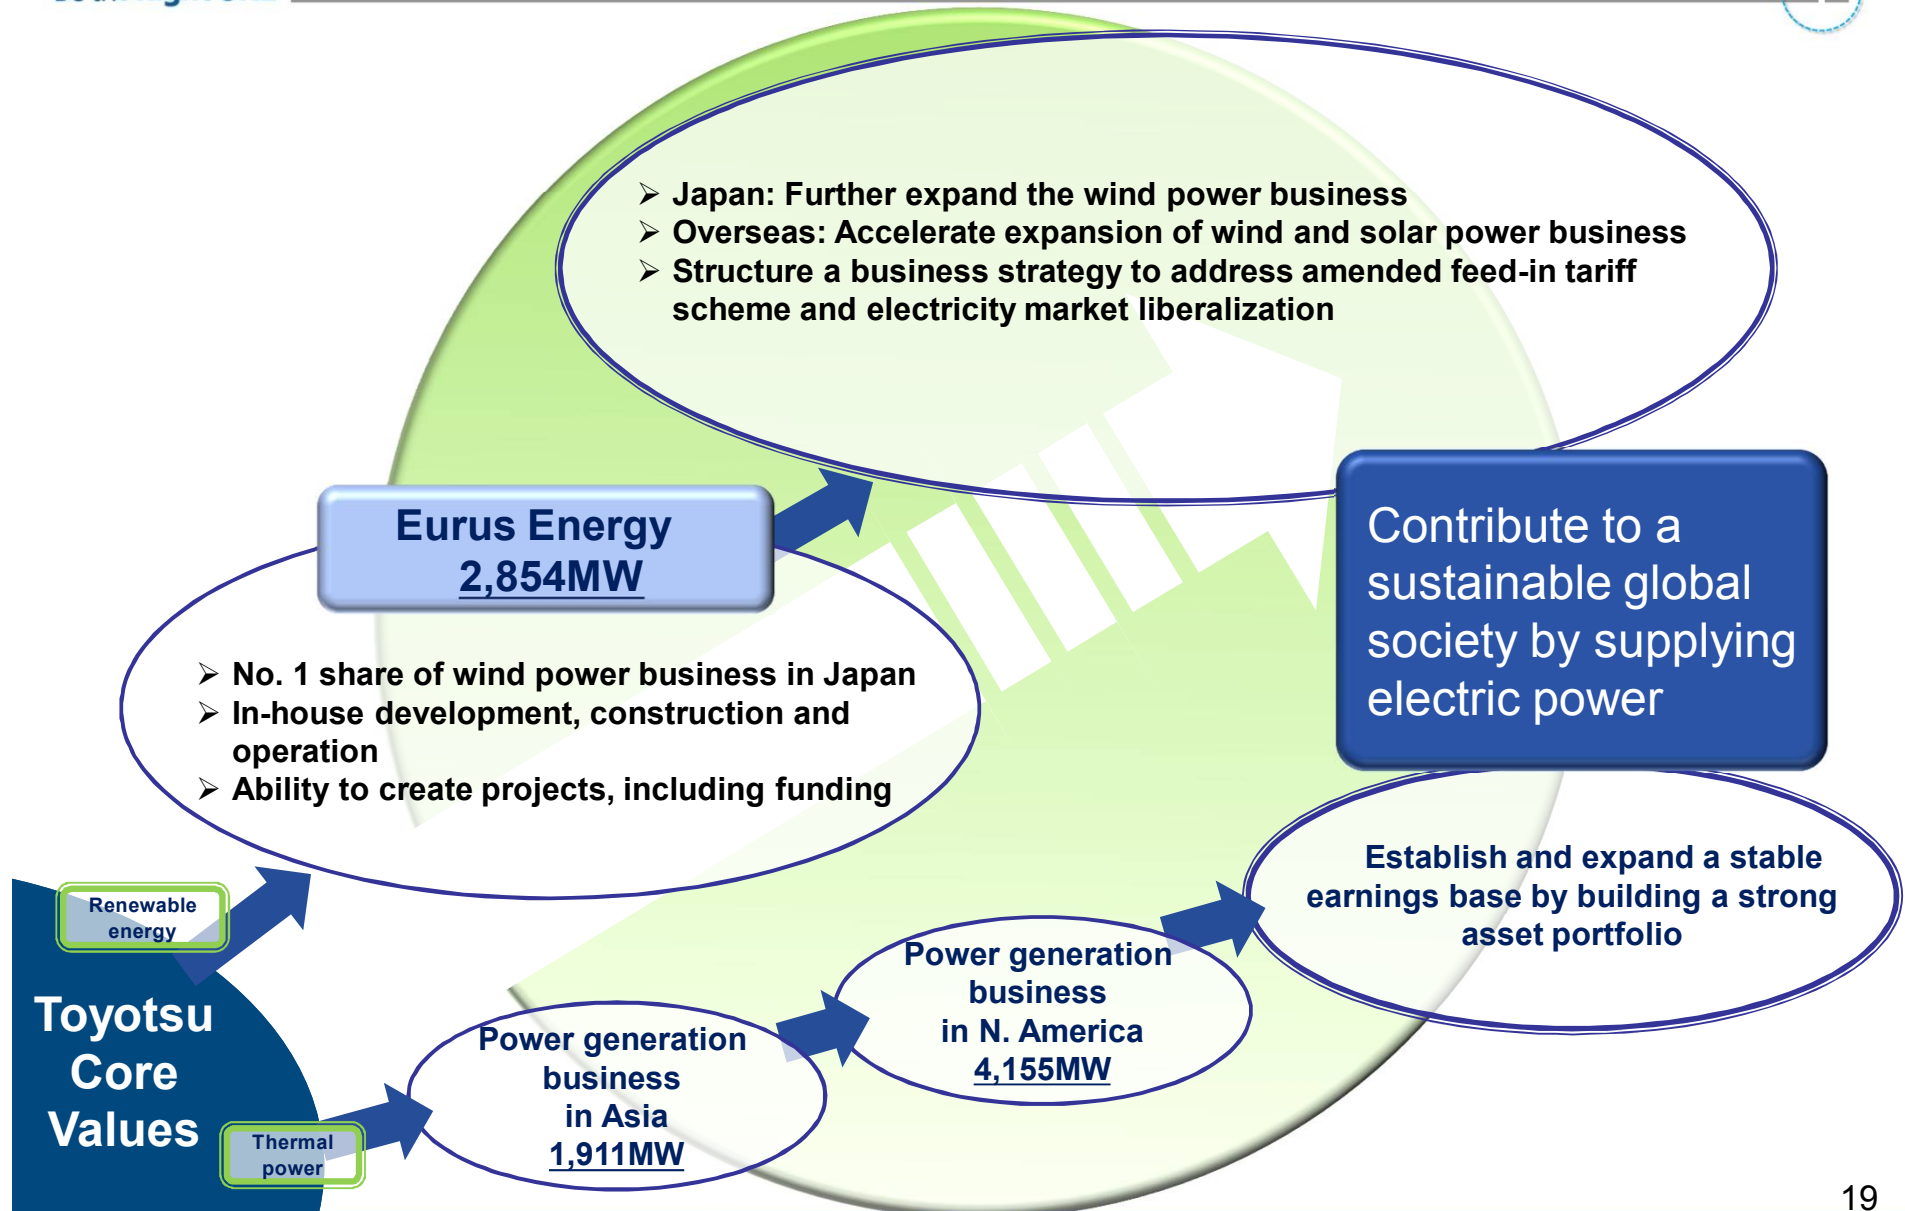 Japan: Further expand the wind power business
Overseas: Accelerate expansion of wind and solar power business
Structure a business strategy to address amended feed-in tariff
scheme and electricity market liberalization
Eurus Energy
2,854MW
No. 1 share of wind power business in Japan
In-house development, construction and
operation
Ability to create projects, including funding
Contribute to a
sustainable global
society by supplying
electric power
Establish and expand a stable
earnings base by building a strong
asset portfolio
Renewable
energy
Toyotsu
Core
Values
Thermal
power
Power generation
business
in Asia
1,911MW
Power generation
business
in N. America
4,155MW
19